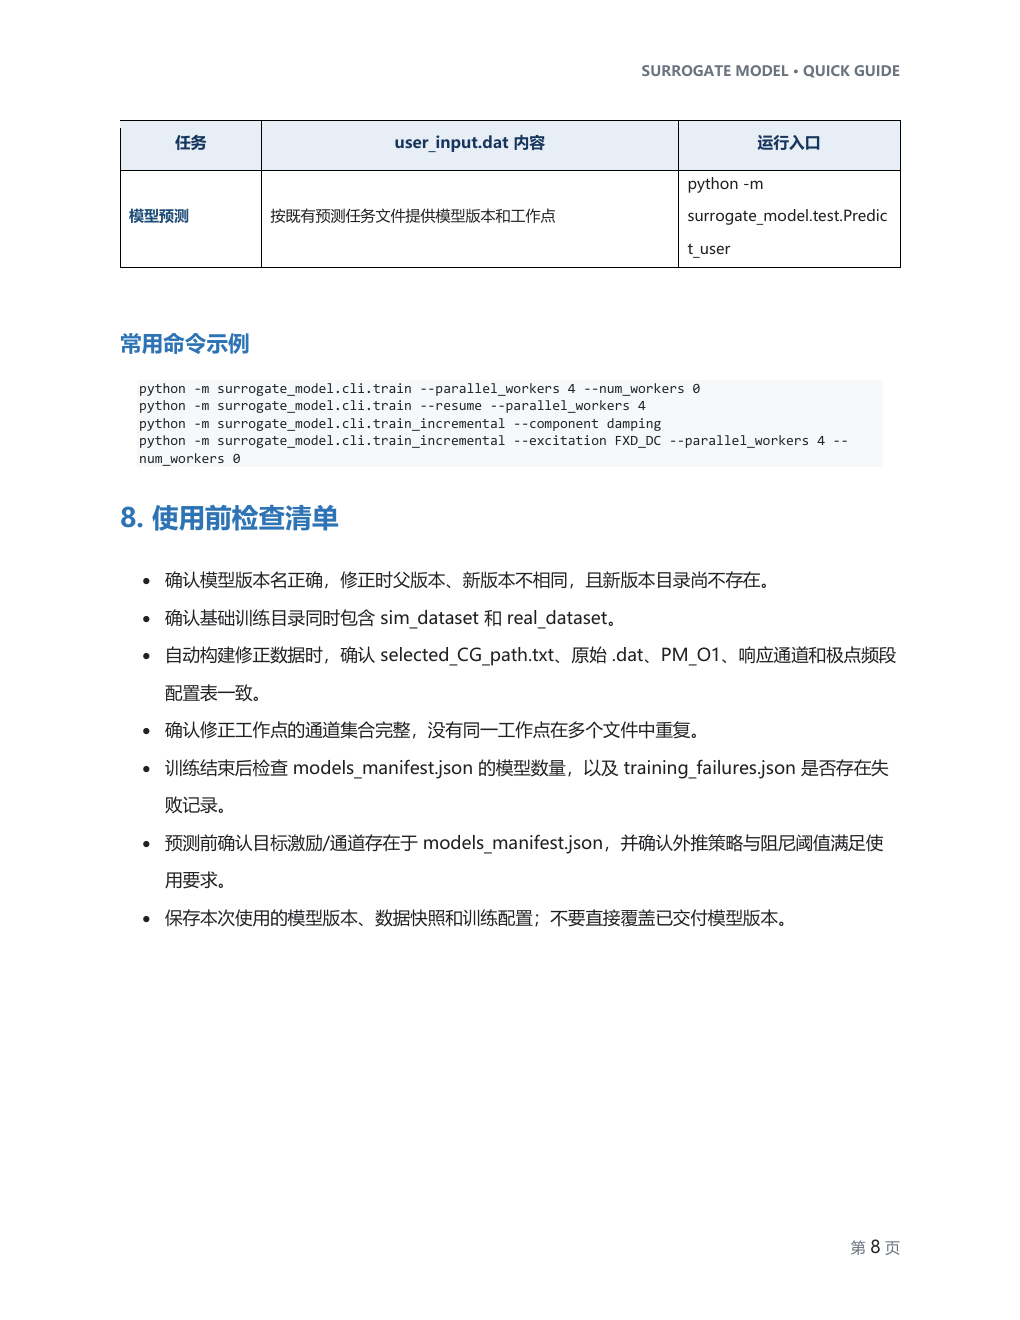 SURROGATE MODEL • QUICK GUIDE
任务
user_input.dat 内容
运行入口
模型预测
按既有预测任务文件提供模型版本和工作点
python -m
surrogate_model.test.Predic
t_user
常用命令示例
python -m surrogate_model.cli.train --parallel_workers 4 --num_workers 0
python -m surrogate_model.cli.train --resume --parallel_workers 4
python -m surrogate_model.cli.train_incremental --component damping
python -m surrogate_model.cli.train_incremental --excitation FXD_DC --parallel_workers 4 --
num_workers 0
8. 使用前检查清单
• 确认模型版本名正确，修正时父版本、新版本不相同，且新版本目录尚不存在。
• 确认基础训练目录同时包含 sim_dataset 和 real_dataset。
• 自动构建修正数据时，确认 selected_CG_path.txt、原始 .dat、PM_O1、响应通道和极点频段
配置表一致。
• 确认修正工作点的通道集合完整，没有同一工作点在多个文件中重复。
• 训练结束后检查 models_manifest.json 的模型数量，以及 training_failures.json 是否存在失
败记录。
• 预测前确认目标激励/通道存在于 models_manifest.json，并确认外推策略与阻尼阈值满足使
用要求。
• 保存本次使用的模型版本、数据快照和训练配置；不要直接覆盖已交付模型版本。
第 8 页